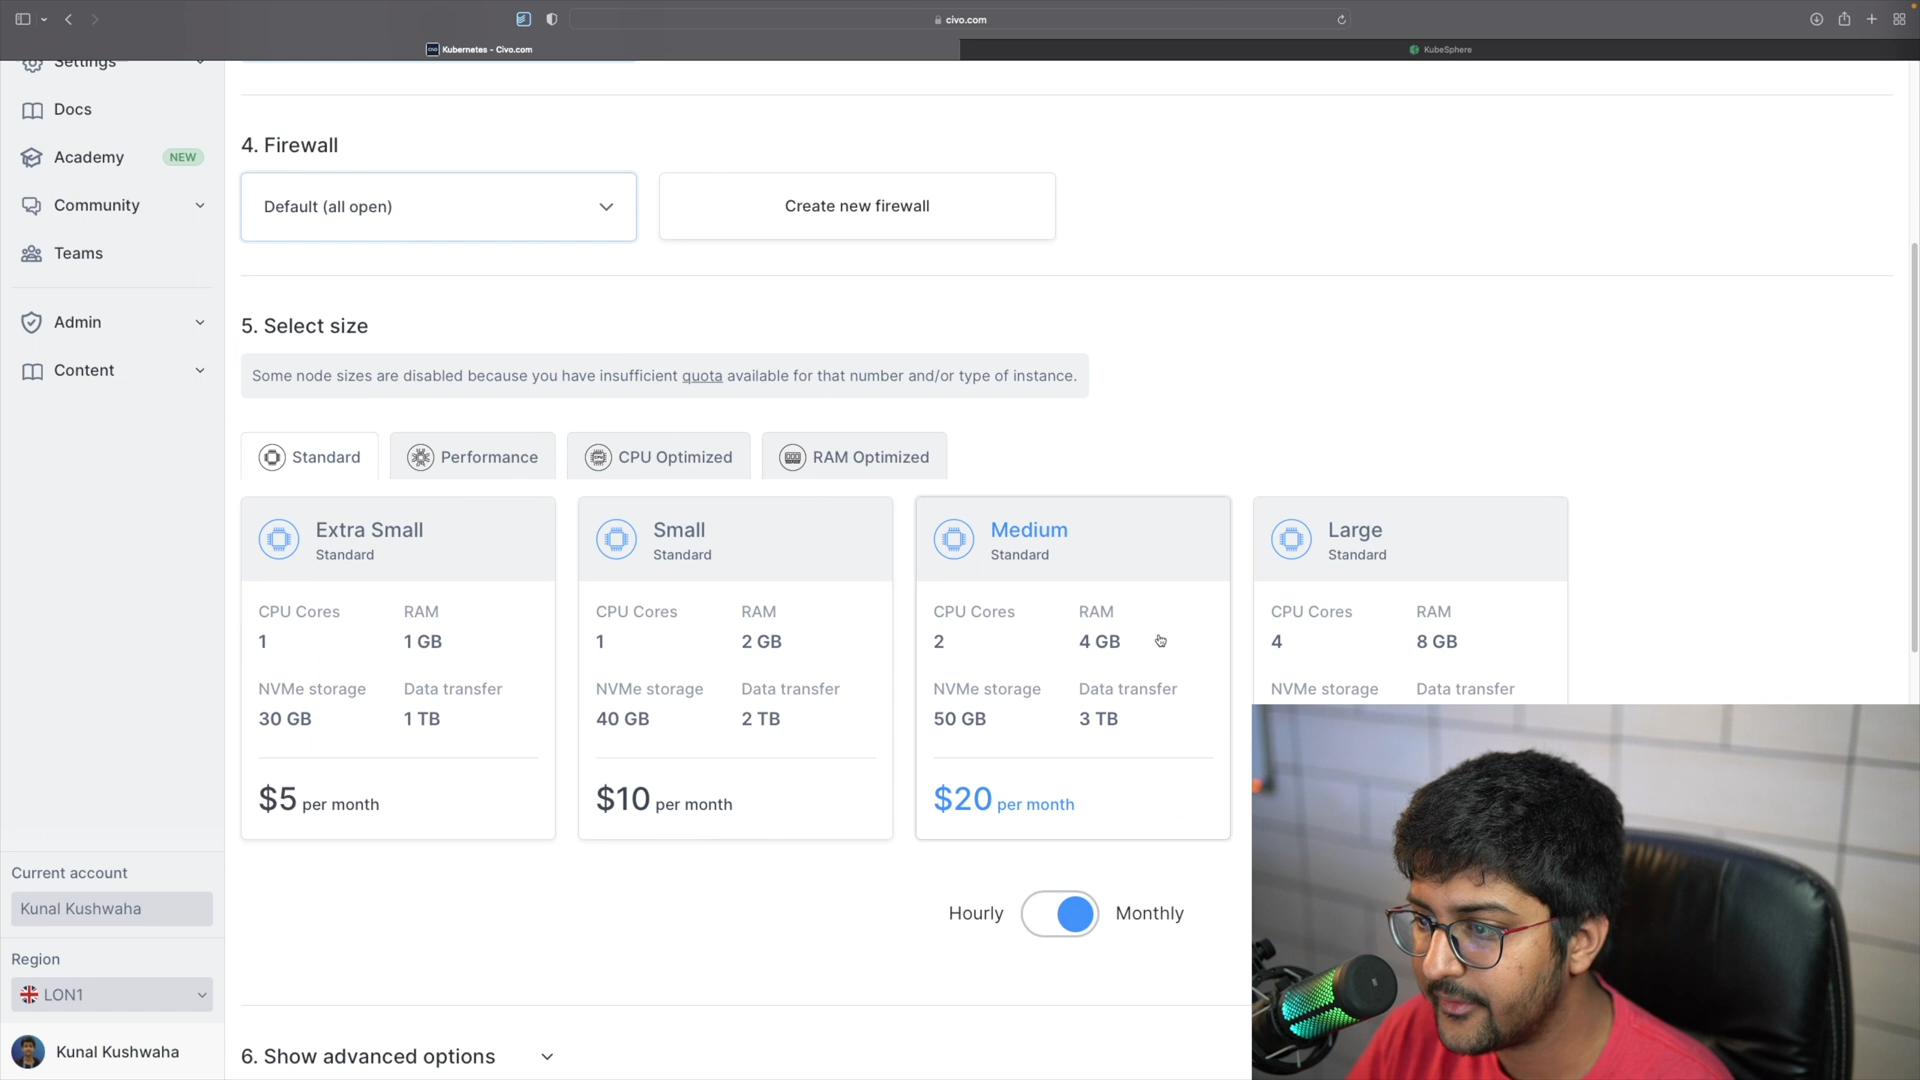 civo.com
Kubernetes - Civo.com
KubeSphere
Settings
Docs
Academy NEW
Community
Teams
Admin
Content
Current account
Kunal Kushwaha
Region
LON1
Kunal Kushwaha
4. Firewall
Default (all open)
Create new firewall
5. Select size
Some node sizes are disabled because you have insufficient quota available for that number and/or type of instance.
Standard
Performance
CPU Optimized
RAM Optimized
Extra Small
Standard
CPU Cores RAM
1 1 GB
NVMe storage Data transfer
30 GB 1 TB
$5 per month
Small
Standard
CPU Cores RAM
1 2 GB
NVMe storage Data transfer
40 GB 2 TB
$10 per month
Medium
Standard
CPU Cores RAM
2 4 GB
NVMe storage Data transfer
50 GB 3 TB
$20 per month
Large
Standard
CPU Cores RAM
4 8 GB
NVMe storage Data transfer
Hourly Monthly
6. Show advanced options